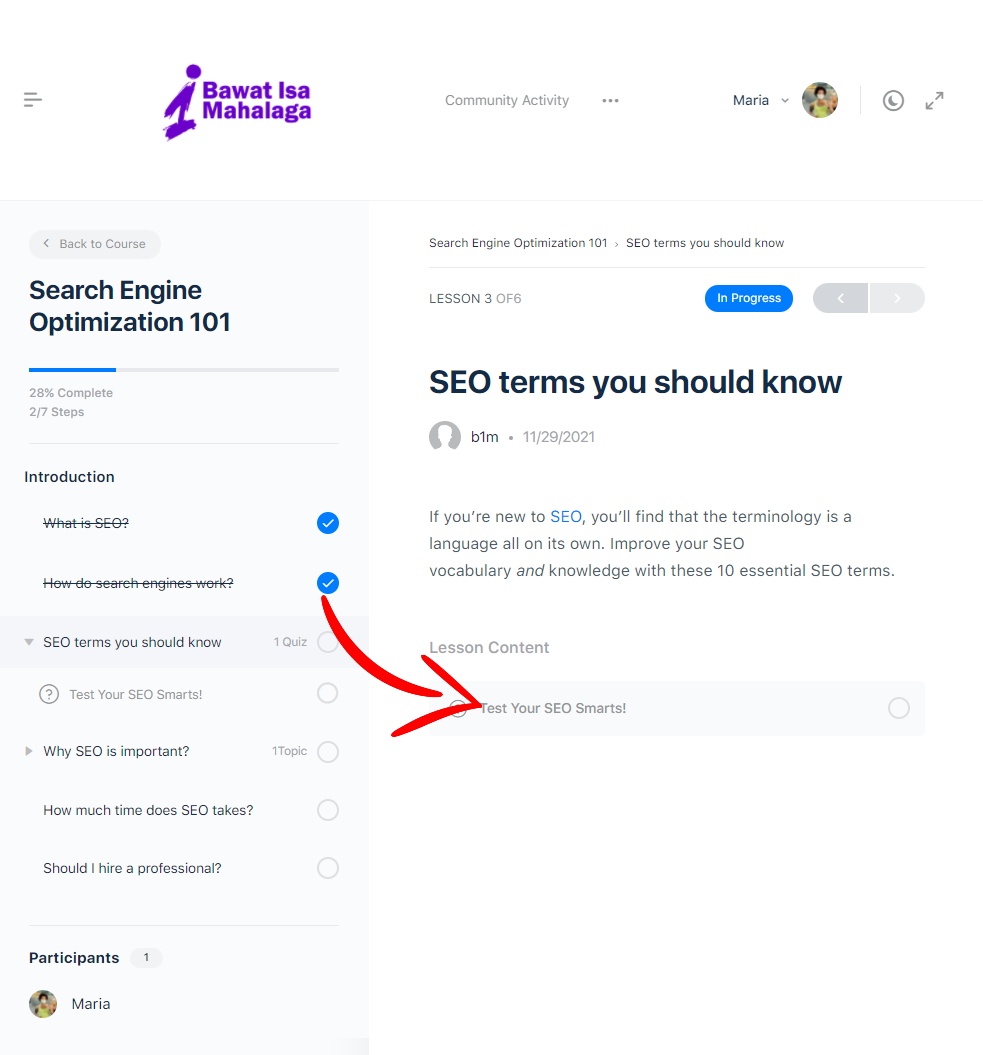 Bawat Isa
Mahalaga
Community Activity
Maria
Back to Course
Search Engine
Optimization 101
28% Complete
2/7 Steps
Introduction
What is SEO?
How do search engines work?
SEO terms you should know 1 Quiz
? Test Your SEO Smarts!
Why SEO is important? 1Topic
How much time does SEO takes?
Should I hire a professional?
Participants 1
Maria
Search Engine Optimization 101 › SEO terms you should know
LESSON 3 OF6 In Progress
SEO terms you should know
b1m • 11/29/2021
If you're new to SEO, you'll find that the terminology is a
language all on its own. Improve your SEO
vocabulary and knowledge with these 10 essential SEO terms.
Lesson Content
Test Your SEO Smarts!